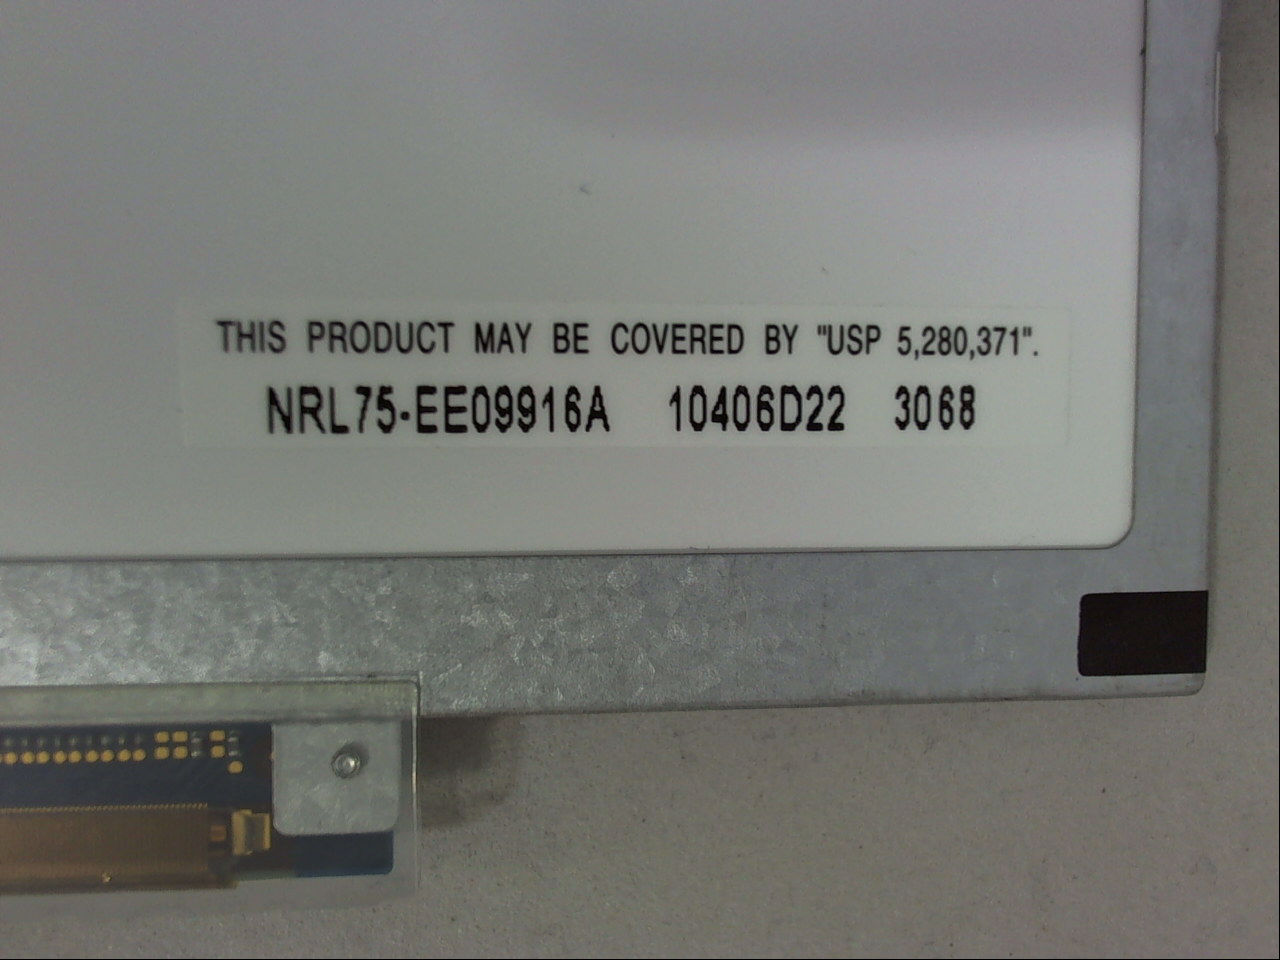 THIS PRODUCT MAY BE COVERED BY "USP 5,280,371".
NRL75-EE09916A 10406D22 3068